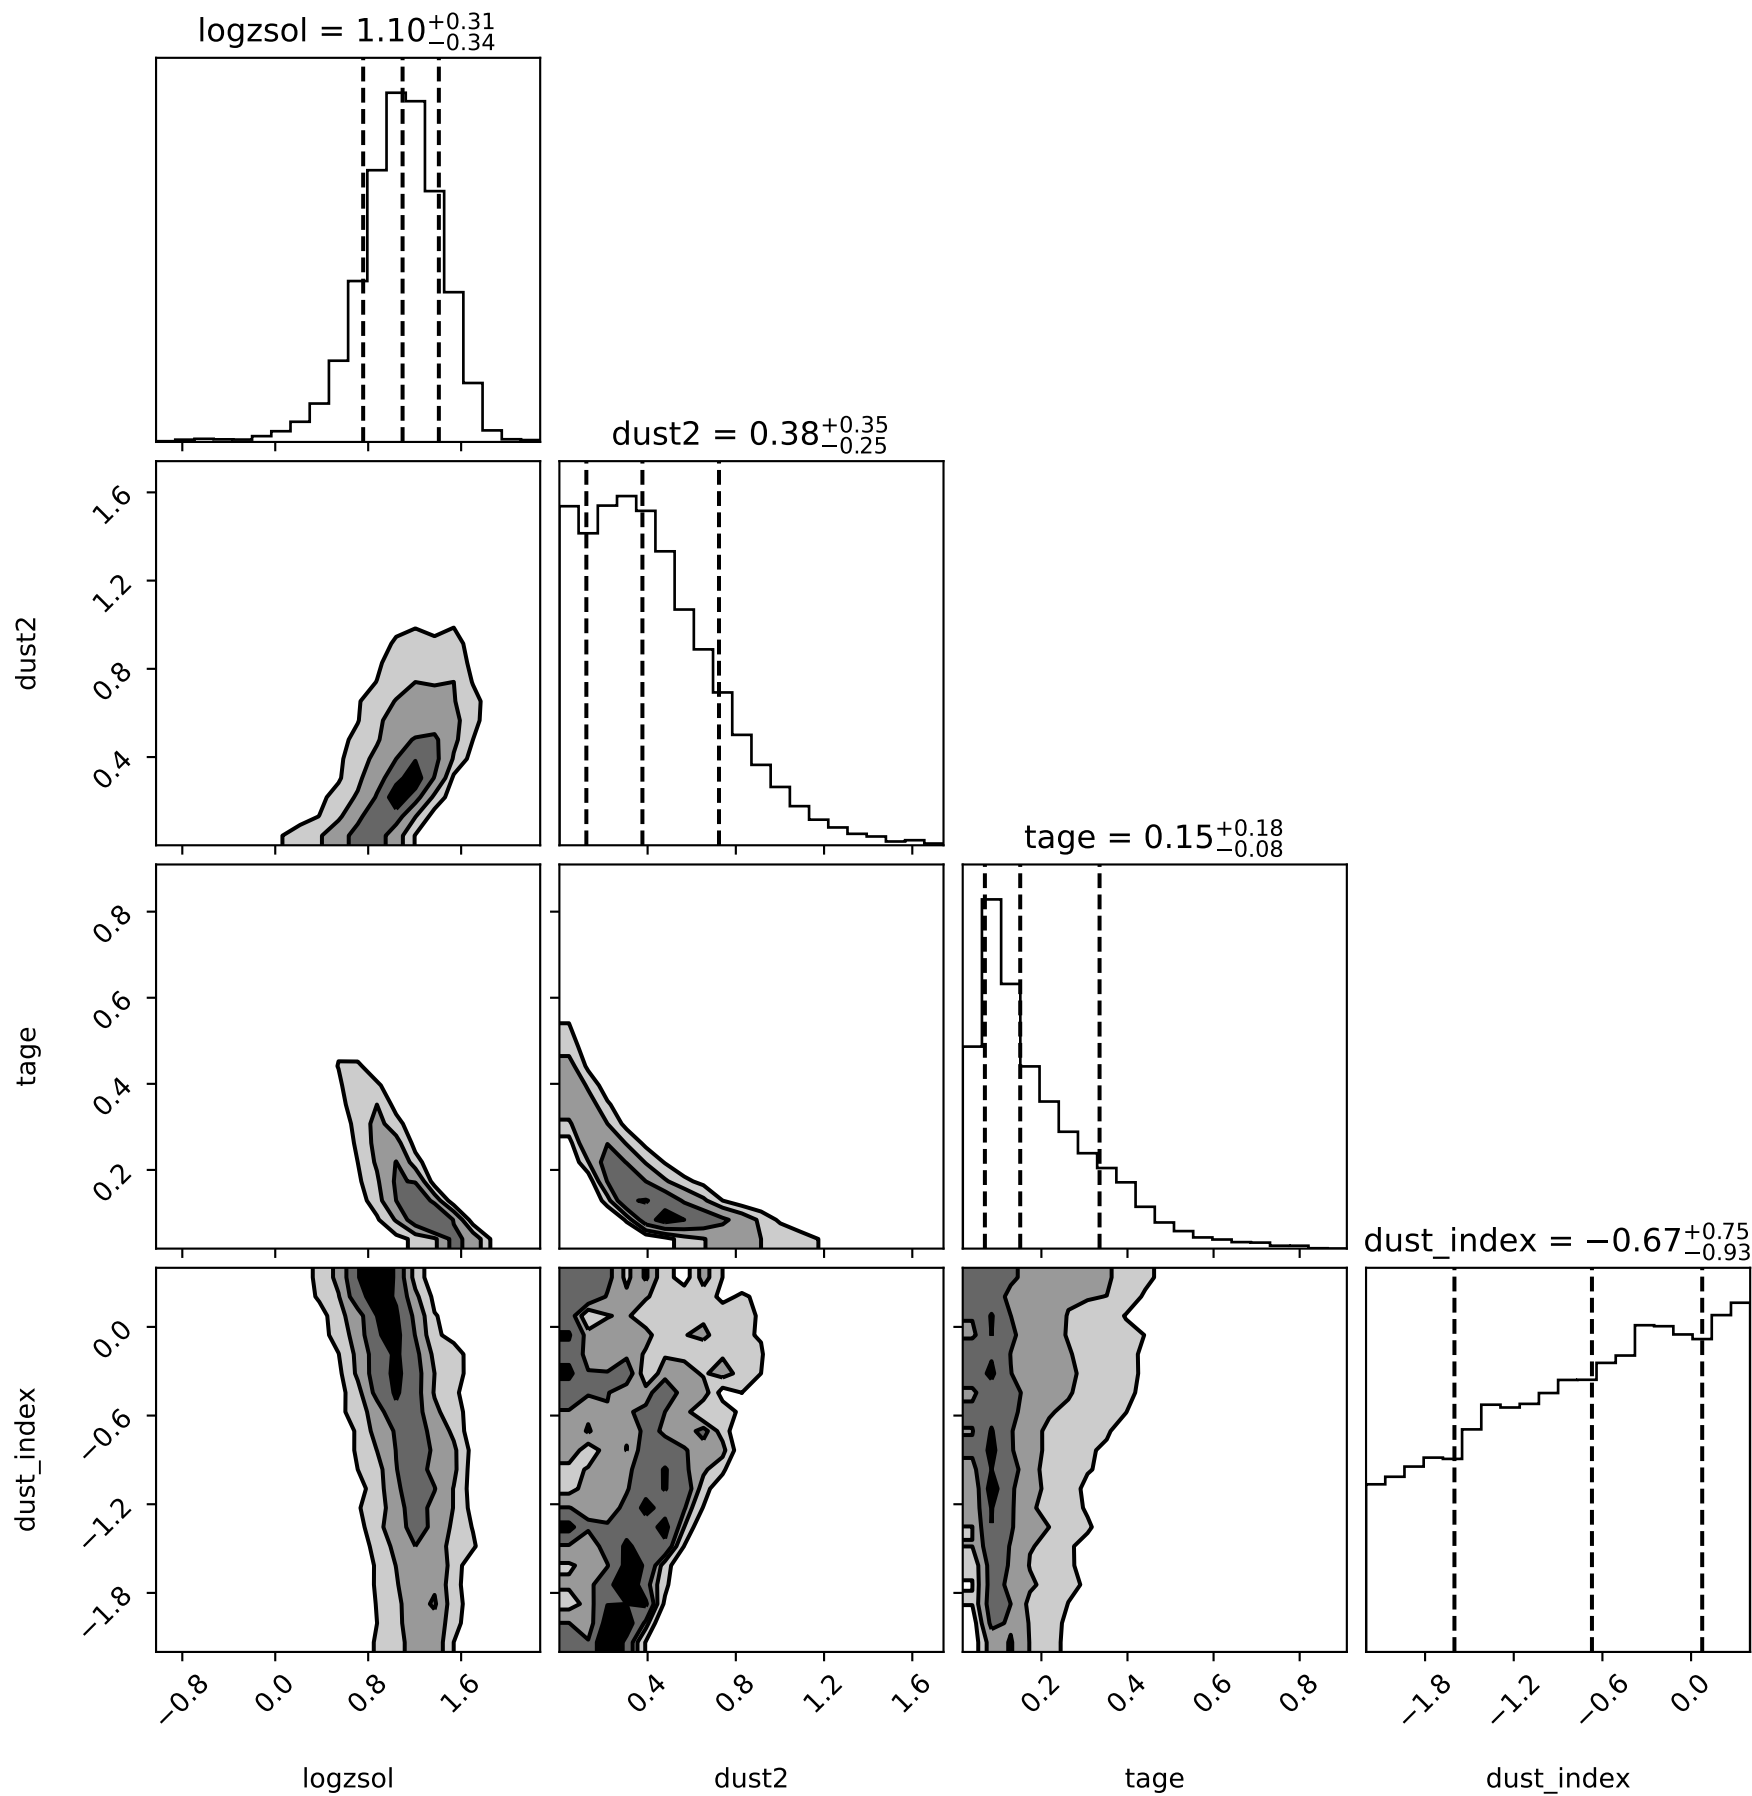 logzsol = 1.10+0.31−0.34
dust2 = 0.38+0.35−0.25
1.6
1.2
0.8
0.4
dust2
tage = 0.15+0.18−0.08
0.8
0.6
0.4
0.2
tage
dust_index = −0.67+0.75−0.93
0.0
−0.6
−1.2
−1.8
dust_index
−0.8 0.0 0.8 1.6 0.4 0.8 1.2 1.6 0.2 0.4 0.6 0.8 −1.8 −1.2 −0.6 0.0
logzsol dust2 tage dust_index